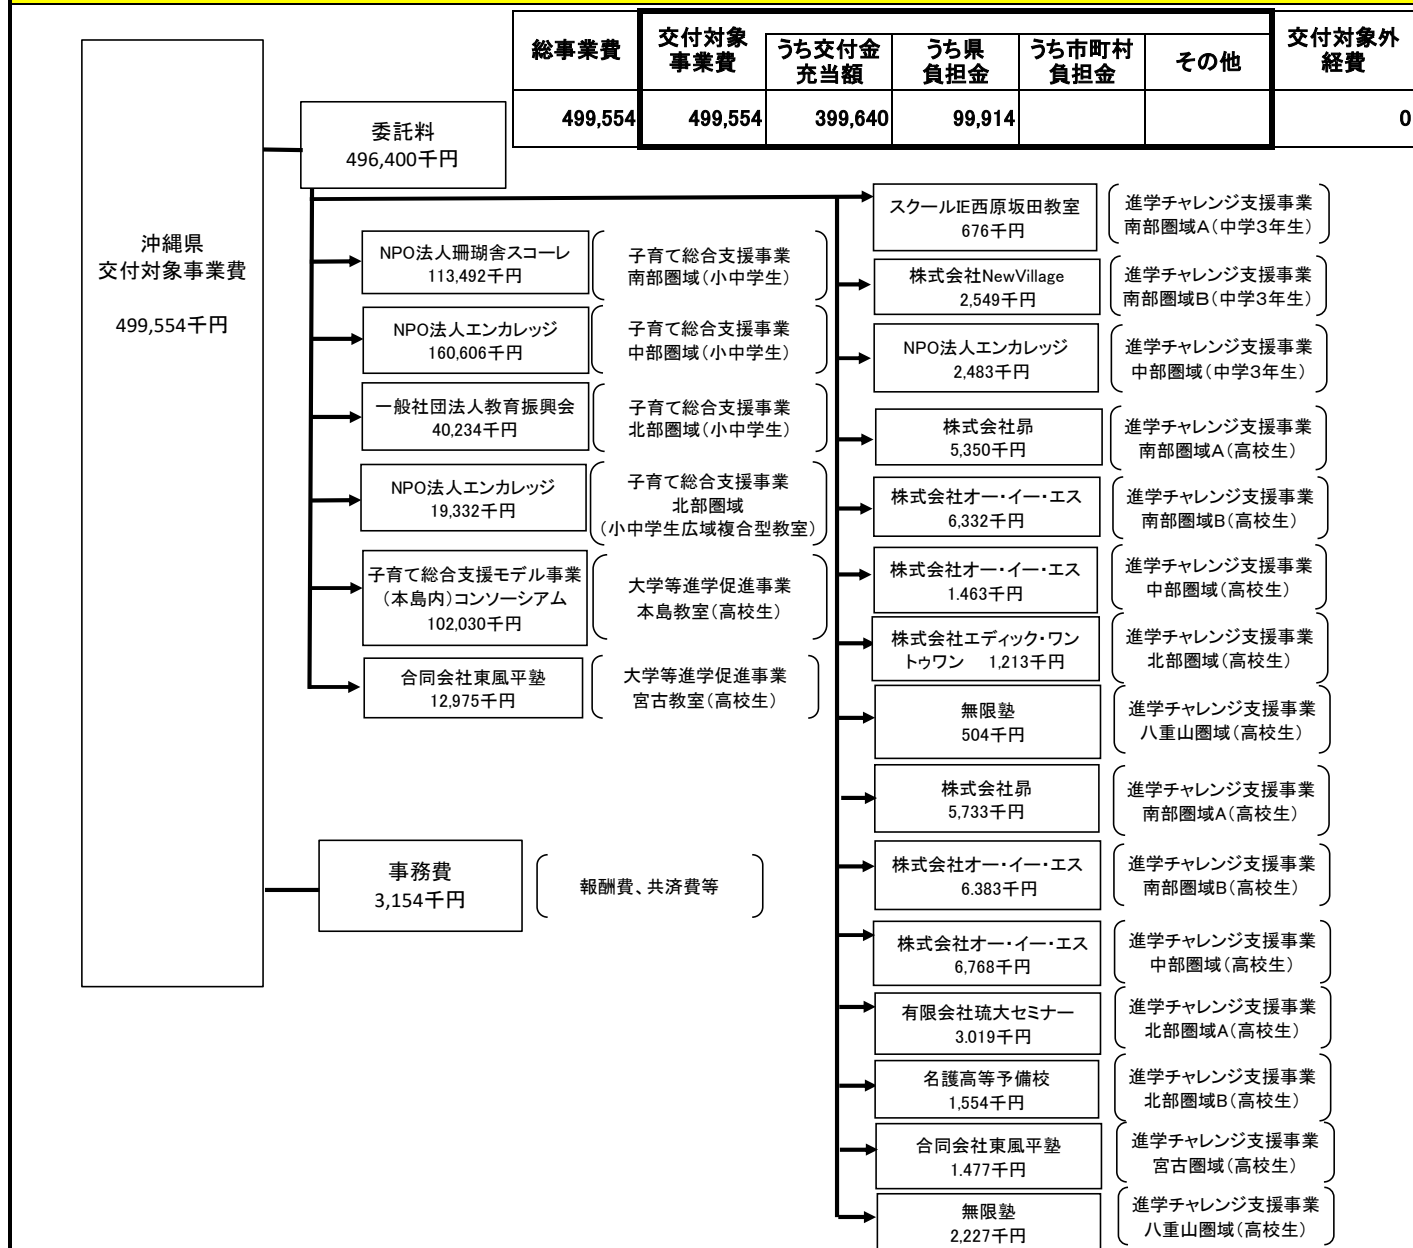 総事業費
交付対象
事業費
うち交付金
充当額
うち県
負担金
うち市町村
負担金
その他
交付対象外
経費
499,554
499,554
399,640
99,914
0
沖縄県
交付対象事業費
499,554千円
委託料
496,400千円
NPO法人珊瑚舎スコーレ
113,492千円
子育て総合支援事業
南部圏域(小中学生)
NPO法人エンカレッジ
160,606千円
子育て総合支援事業
中部圏域(小中学生)
一般社団法人教育振興会
40,234千円
子育て総合支援事業
北部圏域(小中学生)
NPO法人エンカレッジ
19,332千円
子育て総合支援事業
北部圏域
(小中学生広域複合型教室)
子育て総合支援モデル事業
(本島内)コンソーシアム
102,030千円
大学等進学促進事業
本島教室(高校生)
合同会社東風平塾
12,975千円
大学等進学促進事業
宮古教室(高校生)
事務費
3,154千円
報酬費、共済費等
スクールIE西原坂田教室
676千円
進学チャレンジ支援事業
南部圏域A(中学3年生)
株式会社NewVillage
2,549千円
進学チャレンジ支援事業
南部圏域B(中学3年生)
NPO法人エンカレッジ
2,483千円
進学チャレンジ支援事業
中部圏域(中学3年生)
株式会社昴
5,350千円
進学チャレンジ支援事業
南部圏域A(高校生)
株式会社オー・イー・エス
6,332千円
進学チャレンジ支援事業
南部圏域B(高校生)
株式会社オー・イー・エス
1.463千円
進学チャレンジ支援事業
中部圏域(高校生)
株式会社エディック・ワン
トゥワン 1,213千円
進学チャレンジ支援事業
北部圏域(高校生)
無限塾
504千円
進学チャレンジ支援事業
八重山圏域(高校生)
株式会社昴
5,733千円
進学チャレンジ支援事業
南部圏域A(高校生)
株式会社オー・イー・エス
6.383千円
進学チャレンジ支援事業
南部圏域B(高校生)
株式会社オー・イー・エス
6,768千円
進学チャレンジ支援事業
中部圏域(高校生)
有限会社琉大セミナー
3.019千円
進学チャレンジ支援事業
北部圏域A(高校生)
名護高等予備校
1,554千円
進学チャレンジ支援事業
北部圏域B(高校生)
合同会社東風平塾
1.477千円
進学チャレンジ支援事業
宮古圏域(高校生)
無限塾
2,227千円
進学チャレンジ支援事業
八重山圏域(高校生)